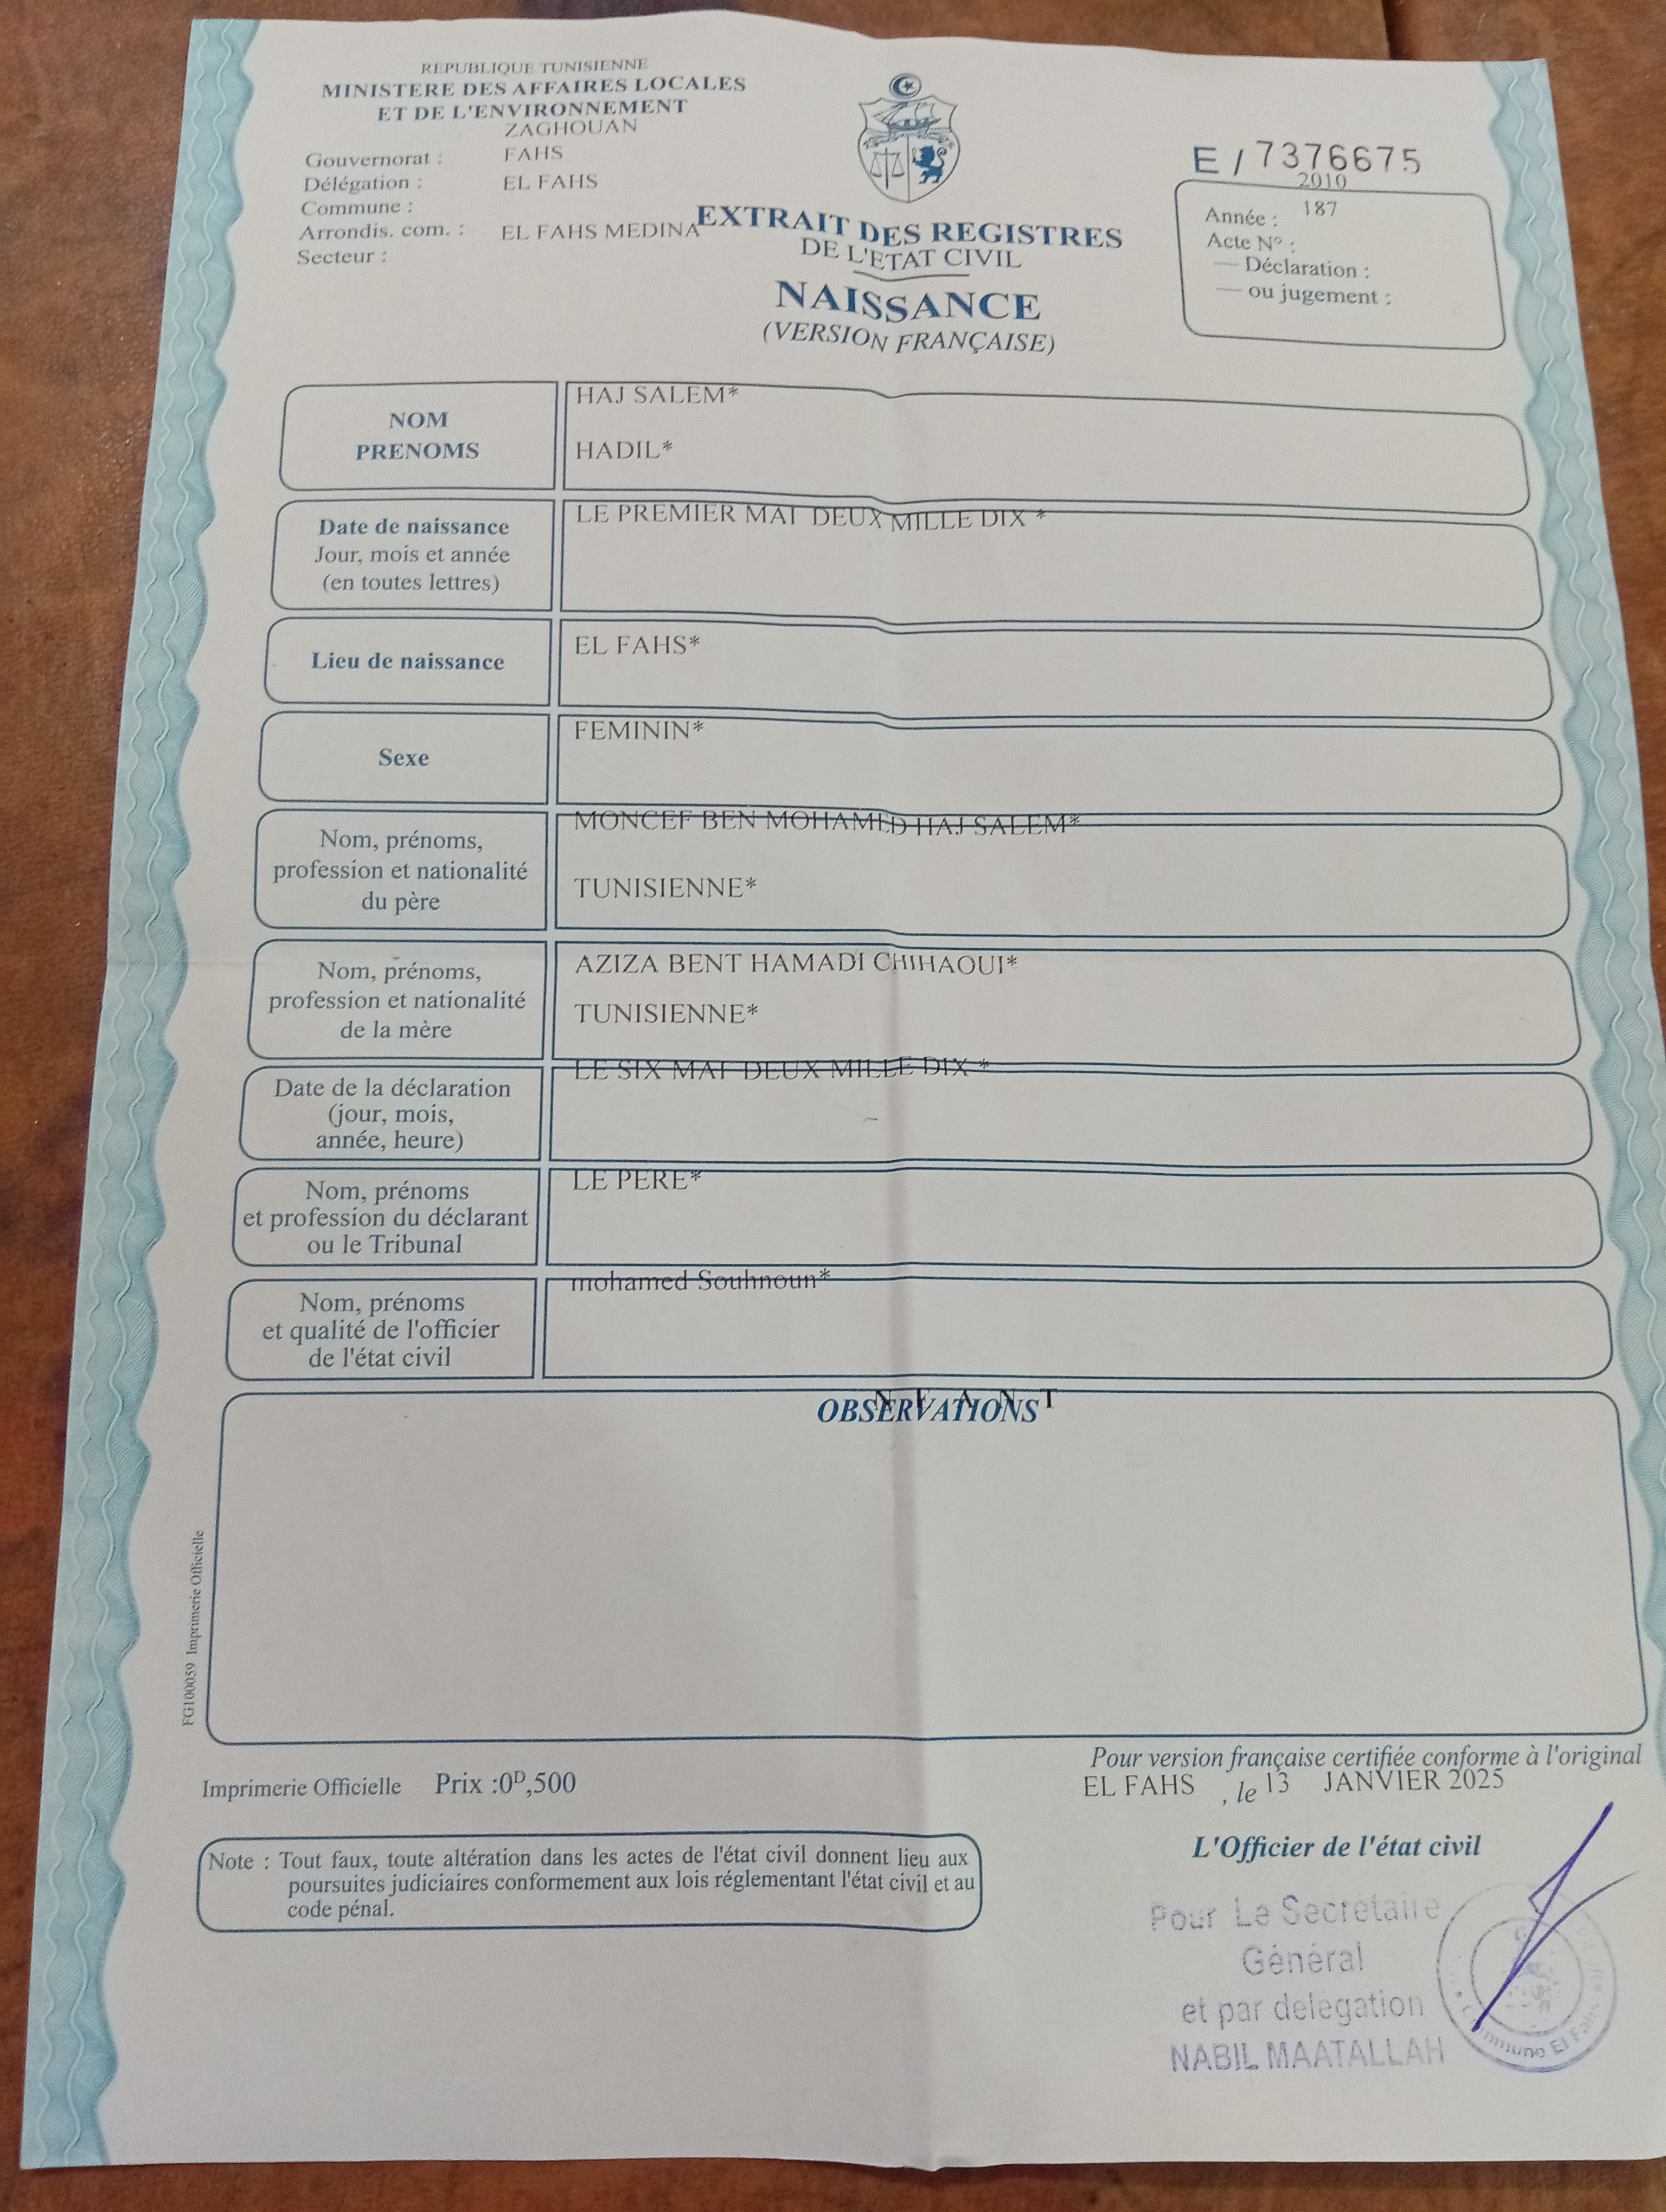 REPUBLIQUE TUNISIENNE
MINISTERE DES AFFAIRES LOCALES
ET DE L'ENVIRONNEMENT
ZAGHOUAN
Gouvernorat : FAHS
Délégation : EL FAHS
Commune :
Arrondis. com. : EL FAHS MEDINA
Secteur :
EXTRAIT DES REGISTRES
DE L'ETAT CIVIL
NAISSANCE
(VERSION FRANÇAISE)
E / 7376675
2010
Année : 187
Acte Nº :
— Déclaration :
— ou jugement :
NOM HAJ SALEM*
PRENOMS HADIL*
Date de naissance LE PREMIER MAI DEUX MILLE DIX *
Jour, mois et année
(en toutes lettres)
Lieu de naissance EL FAHS*
Sexe FEMININ*
Nom, prénoms, MONCEF BEN MOHAMED HAJ SALEM*
profession et nationalité TUNISIENNE*
du père
Nom, prénoms, AZIZA BENT HAMADI CHIHAOUI*
profession et nationalité TUNISIENNE*
de la mère
Date de la déclaration LE SIX MAI DEUX MILLE DIX *
(jour, mois,
année, heure)
Nom, prénoms LE PERE*
et profession du déclarant
ou le Tribunal
Nom, prénoms mohamed Souhnoun*
et qualité de l'officier
de l'état civil
N E A N T
OBSERVATIONS
FG100059 Imprimerie Officielle
Imprimerie Officielle Prix :0ᴰ,500
Pour version française certifiée conforme à l'original
EL FAHS , le 13 JANVIER 2025
L'Officier de l'état civil
Note : Tout faux, toute altération dans les actes de l'état civil donnent lieu aux
poursuites judiciaires conformement aux lois réglementant l'état civil et au
code pénal.
Pour Le Secrétaire
Général
et par délégation
NABIL MAATALLAH
Commune El Fahs